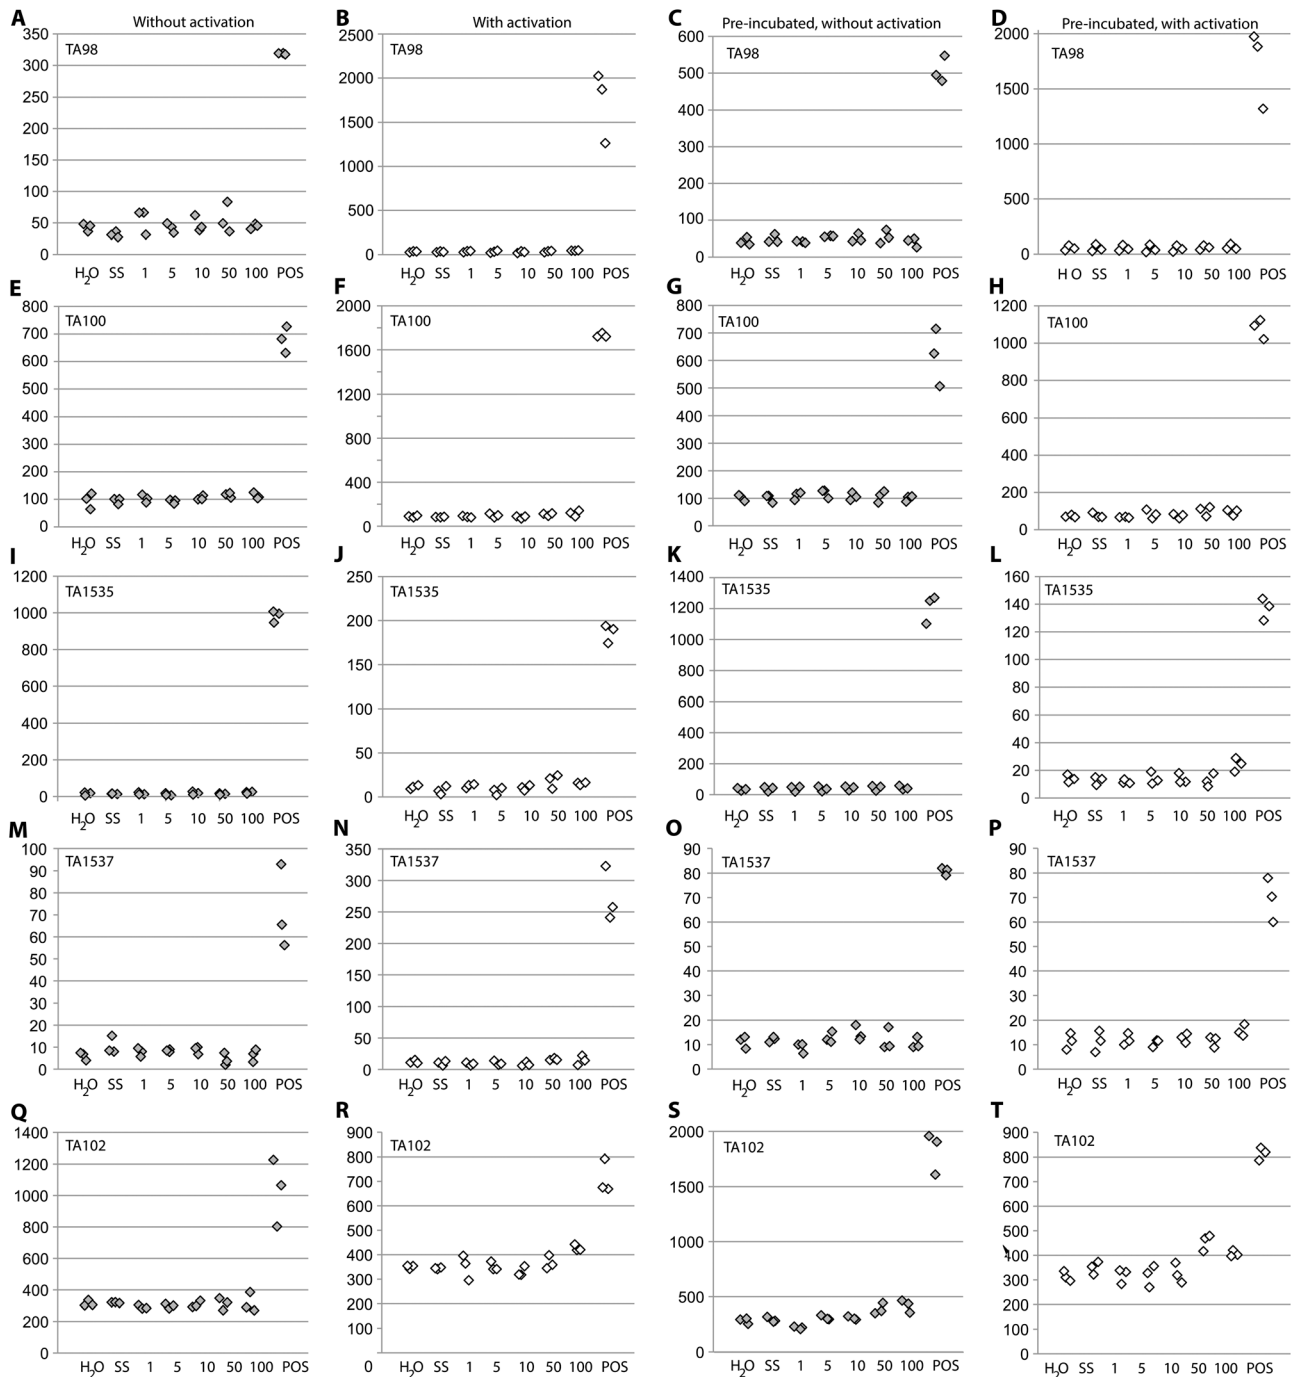 A Without activation
B With activation
C Pre-incubated, without activation
D Pre-incubated, with activation
TA98
350
300
250
200
150
100
50
0
H2O SS 1 5 10 50 100 POS
TA98
2500
2000
1500
1000
500
0
H2O SS 1 5 10 50 100 POS
TA98
600
500
400
300
200
100
0
H2O SS 1 5 10 50 100 POS
TA98
2000
1500
1000
500
0
H O SS 1 5 10 50 100 POS
E
TA100
800
700
600
500
400
300
200
100
0
H2O SS 1 5 10 50 100 POS
F
TA100
2000
1600
1200
800
400
0
H2O SS 1 5 10 50 100 POS
G
TA100
800
700
600
500
400
300
200
100
0
H2O SS 1 5 10 50 100 POS
H
TA100
1200
1000
800
600
400
200
0
H2O SS 1 5 10 50 100 POS
I
TA1535
1200
1000
800
600
400
200
0
H2O SS 1 5 10 50 100 POS
J
TA1535
250
200
150
100
50
0
H2O SS 1 5 10 50 100 POS
K
TA1535
1400
1200
1000
800
600
400
200
0
H2O SS 1 5 10 50 100 POS
L
TA1535
160
140
120
100
80
60
40
20
0
H2O SS 1 5 10 50 100 POS
M
TA1537
100
90
80
70
60
50
40
30
20
10
0
H2O SS 1 5 10 50 100 POS
N
TA1537
350
300
250
200
150
100
50
0
H2O SS 1 5 10 50 100 POS
O
TA1537
90
80
70
60
50
40
30
20
10
0
H2O SS 1 5 10 50 100 POS
P
TA1537
90
80
70
60
50
40
30
20
10
0
H2O SS 1 5 10 50 100 POS
Q
TA102
1400
1200
1000
800
600
400
200
0
H2O SS 1 5 10 50 100 POS
R
TA102
900
800
700
600
500
400
300
200
100
0
H2O SS 1 5 10 50 100 POS
S
TA102
2000
1500
1000
500
0
H2O SS 1 5 10 50 100 POS
T
TA102
900
800
700
600
500
400
300
200
100
0
H2O SS 1 5 10 50 100 POS